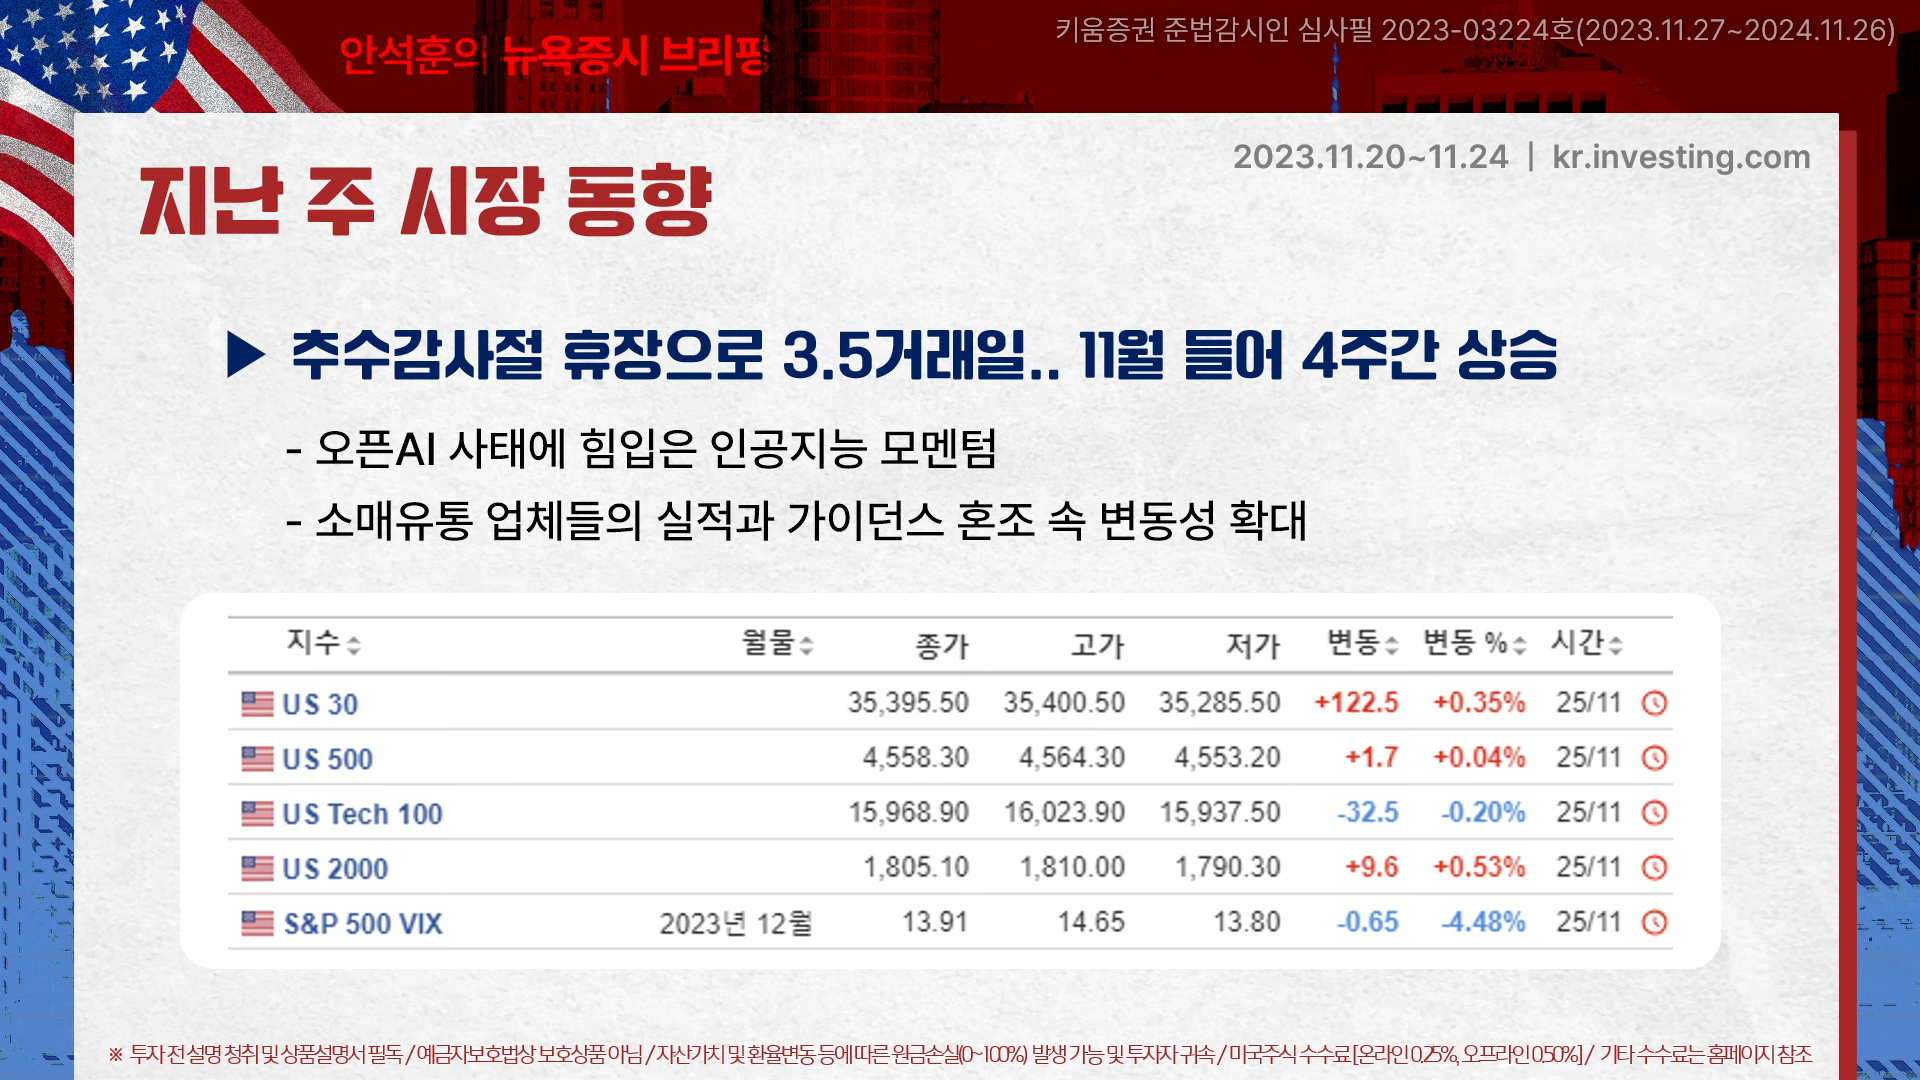 키움증권 준법감시인 심사필 2023-03224호(2023.11.27~2024.11.26)
안석훈의 뉴욕증시 브리핑
2023.11.20~11.24 | kr.investing.com
지난 주 시장 동향
▶ 추수감사절 휴장으로 3.5거래일.. 11월 들어 4주간 상승
- 오픈AI 사태에 힘입은 인공지능 모멘텀
- 소매유통 업체들의 실적과 가이던스 혼조 속 변동성 확대
지수 월물 종가 고가 저가 변동 변동 % 시간
US 30 35,395.50 35,400.50 35,285.50 +122.5 +0.35% 25/11
US 500 4,558.30 4,564.30 4,553.20 +1.7 +0.04% 25/11
US Tech 100 15,968.90 16,023.90 15,937.50 -32.5 -0.20% 25/11
US 2000 1,805.10 1,810.00 1,790.30 +9.6 +0.53% 25/11
S&P 500 VIX 2023년 12월 13.91 14.65 13.80 -0.65 -4.48% 25/11
※ 투자 전 설명 청취 및 상품설명서 필독 / 예금자보호법상 보호상품 아님 / 자산가치 및 환율변동 등에 따른 원금손실(0~100%) 발생 가능 및 투자자 귀속 / 미국주식 수수료 [온라인 0.25%, 오프라인 0.50%] / 기타 수수료는 홈페이지 참조